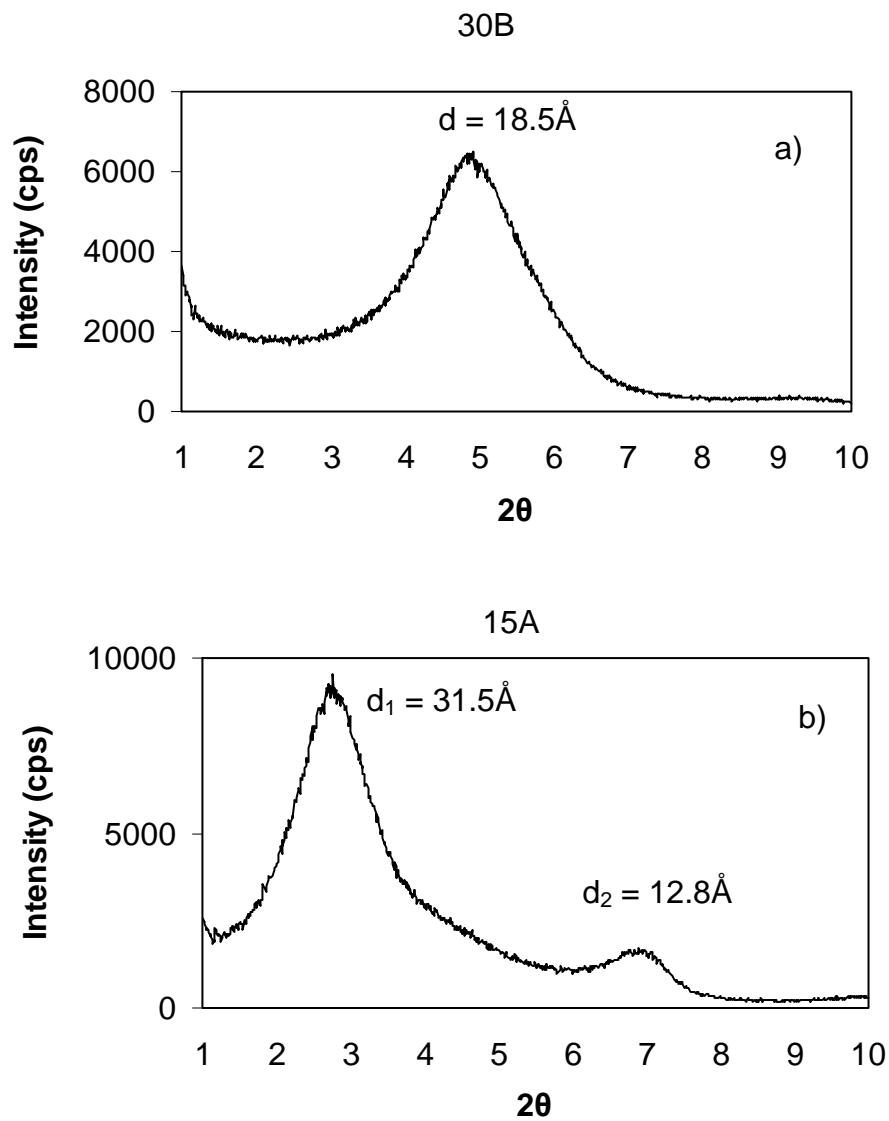 30B
8000
6000
4000
2000
0
Intensity (cps)
d = 18.5Å
a)
1 2 3 4 5 6 7 8 9 10
2θ
15A
10000
5000
0
Intensity (cps)
d₁ = 31.5Å
b)
d₂ = 12.8Å
1 2 3 4 5 6 7 8 9 10
2θ